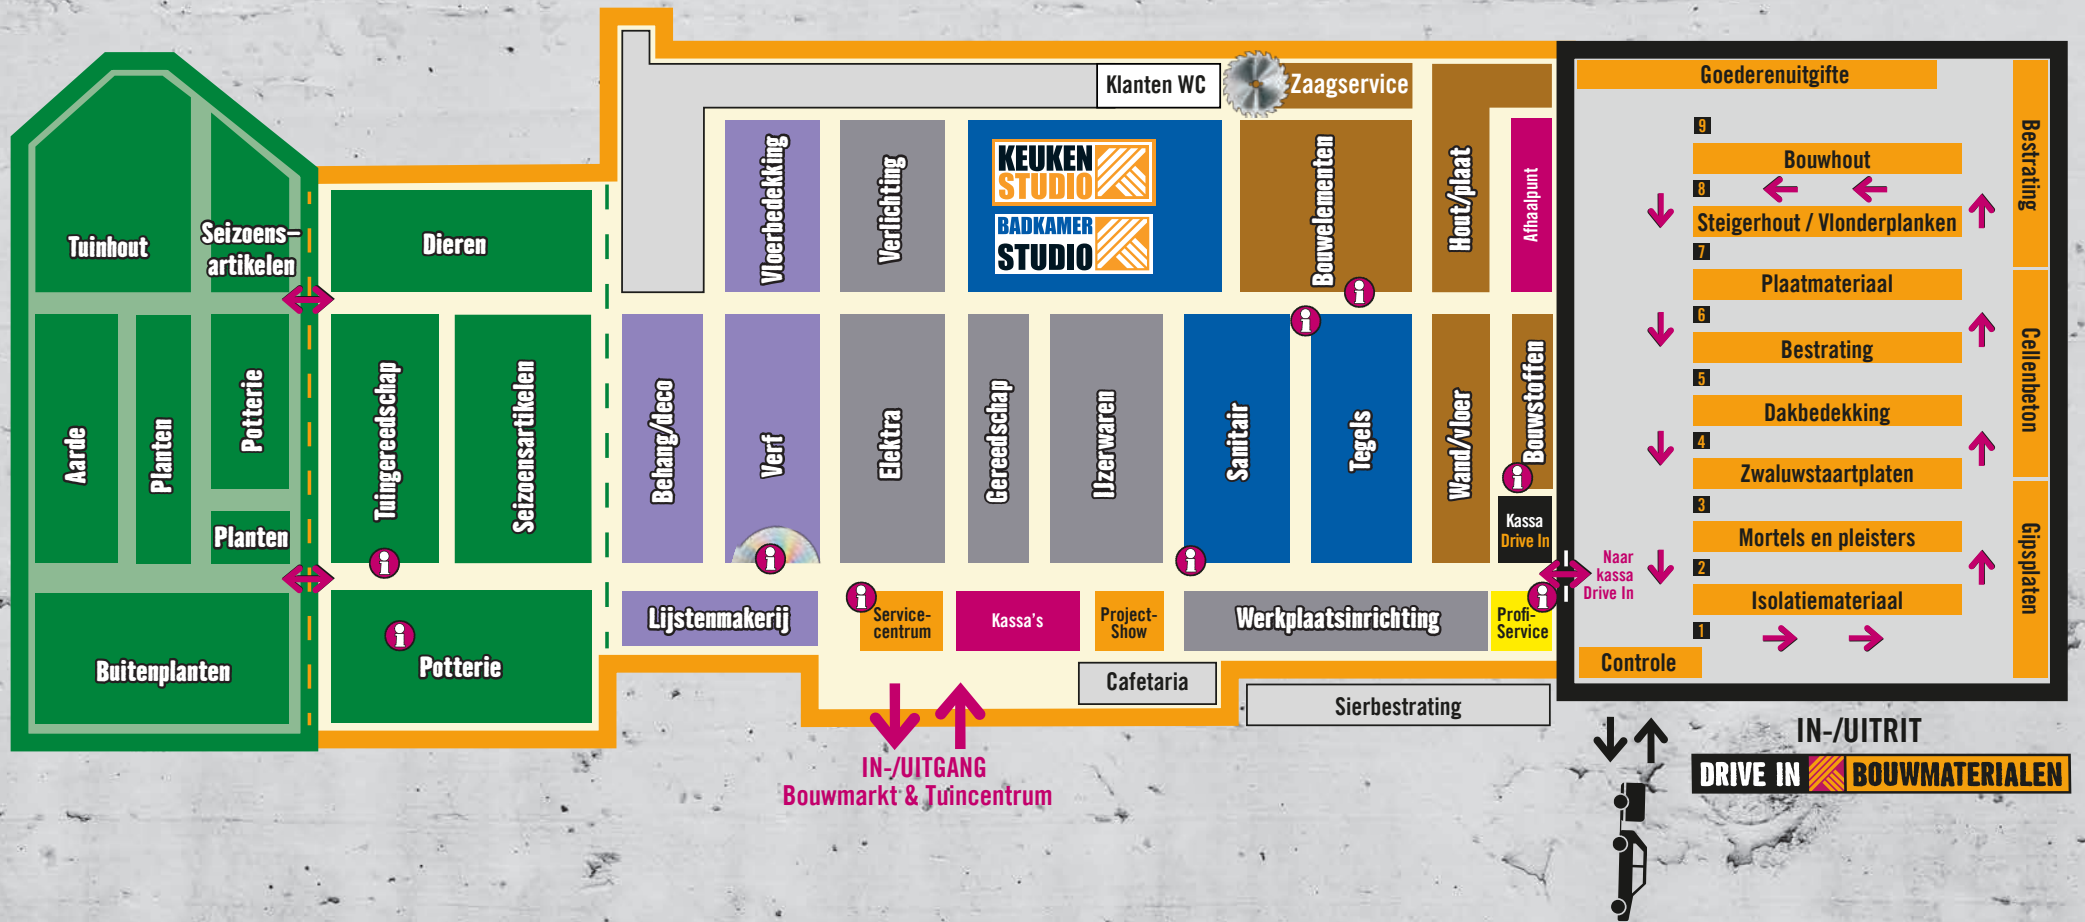 Tuinhout
Seizoens-
artikelen
Aarde
Planten
Potterie
Planten
Buitenplanten
Dieren
Tuingereedschap
Seizoensartikelen
i
i
Potterie
Klanten WC
Zaagservice
Vloerbedekking
Verlichting
KEUKEN
STUDIO
BADKAMER
STUDIO
Bouwelementen
i
Hout/plaat
Afhaalpunt
Behang/deco
Verf
i
Elektra
Gereedschap
IJzerwaren
Sanitair
i
Tegels
i
Wand/vloer
Bouwstoffen
i
Kassa
Drive In
Lijstenmakerij
i
Service-
centrum
Kassa's
Project-
Show
Werkplaatsinrichting
i
Profi-
Service
Cafetaria
Sierbestrating
IN-/UITGANG
Bouwmarkt & Tuincentrum
Goederenuitgifte
9
Bouwhout
8
Steigerhout / Vlonderplanken
7
Plaatmateriaal
6
Bestrating
5
Dakbedekking
4
Zwaluwstaartplaten
3
Mortels en pleisters
2
Isolatiemateriaal
1
Naar
kassa
Drive In
Controle
Bestrating
Cellenbeton
Gipsplaten
IN-/UITRIT
DRIVE IN BOUWMATERIALEN